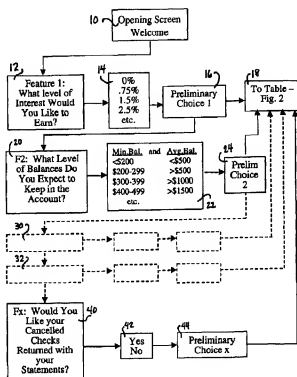 10
Opening Screen
Welcome
12
Feature 1:
What level of
Interest Would
You Like to
Earn?
14
0%
.75%
1.5%
2.5%
etc.
16
Preliminary
Choice 1
18
To Table –
Fig. 2
20
F2: What Level
of Balances Do
You Expect to
Keep in the
Account?
Min.Bal. and Avg.Bal.
<$200 <$500
$200-299 >$500
$300-399 >$1000
$400-499 >$1500
etc.
22
24
Prelim
Choice
2
30
32
Fx: Would You
Like your
Cancelled
Checks
Returned with
your
Statements?
40
42
Yes
No
44
Preliminary
Choice x